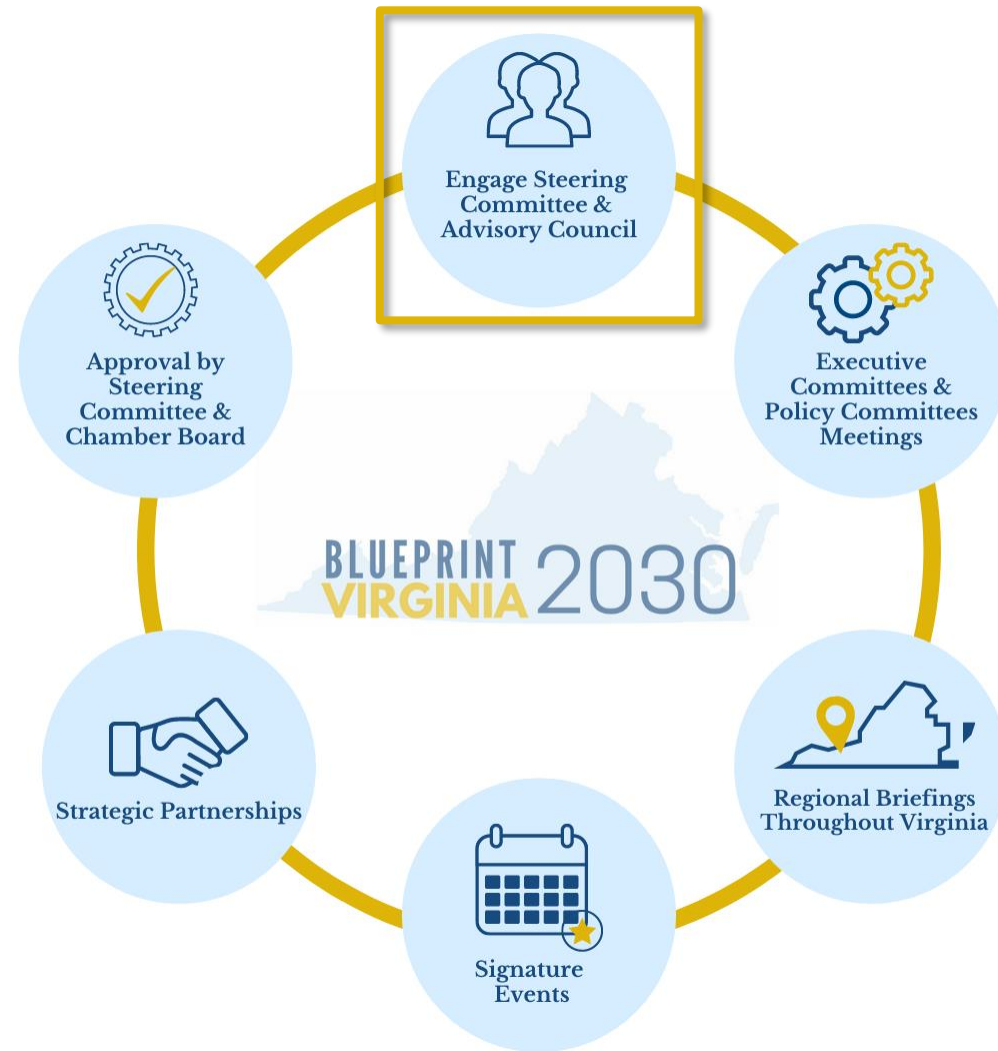 Engage Steering
Committee &
Advisory Council
Executive
Committees &
Policy Committees
Meetings
Regional Briefings
Throughout Virginia
Signature
Events
Strategic Partnerships
Approval by
Steering
Committee &
Chamber Board
BLUEPRINT
VIRGINIA 2030